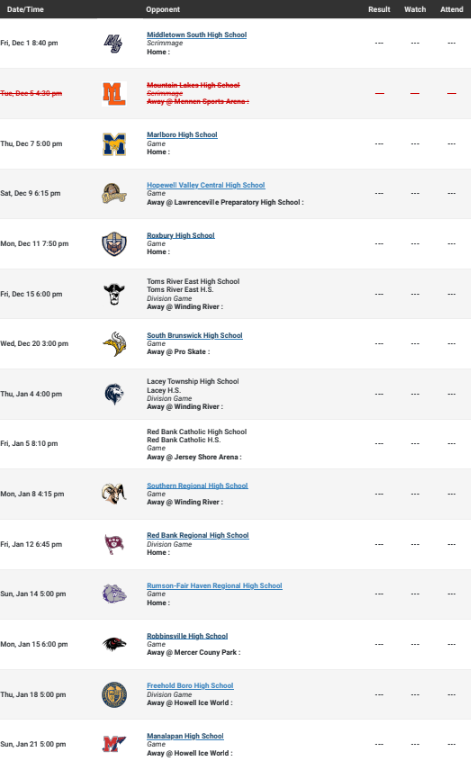 Date/Time Opponent Result Watch Attend
Fri, Dec 1 8:40 pm
Middletown South High School
Scrimmage
Home :
--- --- ---
Tue, Dec 5 4:30 pm
Mountain Lakes High School
Scrimmage
Away @ Mennen Sports Arena :
--- --- ---
Thu, Dec 7 5:00 pm
Marlboro High School
Game
Home :
--- --- ---
Sat, Dec 9 6:15 pm
Hopewell Valley Central High School
Game
Away @ Lawrenceville Preparatory High School :
--- --- ---
Mon, Dec 11 7:50 pm
Roxbury High School
Game
Home :
--- --- ---
Fri, Dec 15 6:00 pm
Toms River East High School
Toms River East H.S.
Division Game
Away @ Winding River :
--- --- ---
Wed, Dec 20 3:00 pm
South Brunswick High School
Game
Away @ Pro Skate :
--- --- ---
Thu, Jan 4 4:00 pm
Lacey Township High School
Lacey H.S.
Division Game
Away @ Winding River :
--- --- ---
Fri, Jan 5 8:10 pm
Red Bank Catholic High School
Red Bank Catholic H.S.
Game
Away @ Jersey Shore Arena :
--- --- ---
Mon, Jan 8 4:15 pm
Southern Regional High School
Game
Away @ Winding River :
--- --- ---
Fri, Jan 12 6:45 pm
Red Bank Regional High School
Division Game
Home :
--- --- ---
Sun, Jan 14 5:00 pm
Rumson-Fair Haven Regional High School
Game
Home :
--- --- ---
Mon, Jan 15 6:00 pm
Robbinsville High School
Game
Away @ Mercer Couny Park :
--- --- ---
Thu, Jan 18 5:00 pm
Freehold Boro High School
Division Game
Away @ Howell Ice World :
--- --- ---
Sun, Jan 21 5:00 pm
Manalapan High School
Game
Away @ Howell Ice World :
--- --- ---